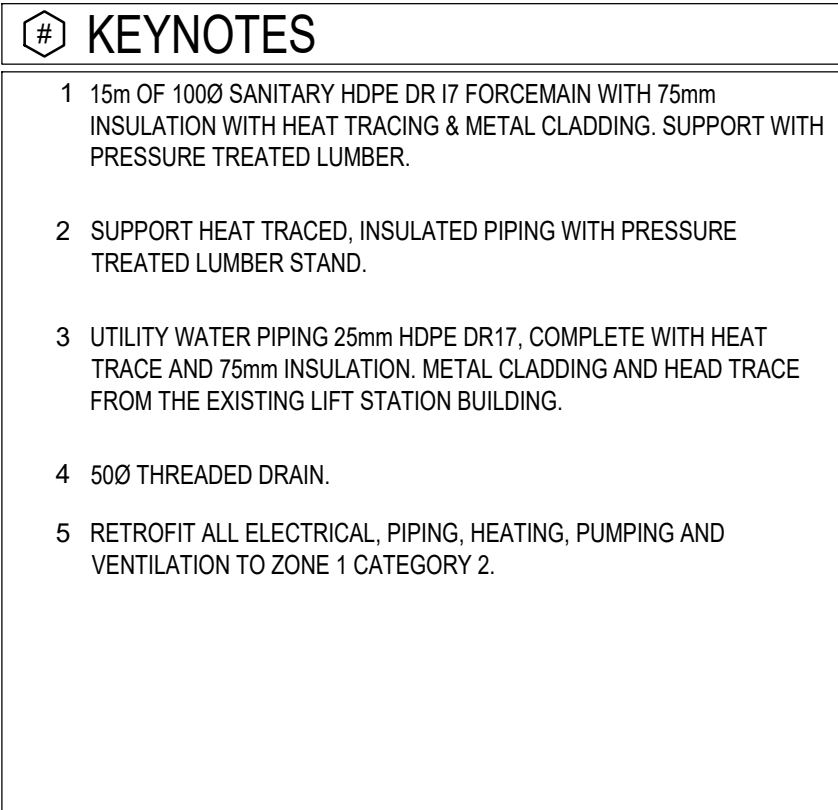 # KEYNOTES
1 15m OF 100Ø SANITARY HDPE DR I7 FORCEMAIN WITH 75mm
INSULATION WITH HEAT TRACING & METAL CLADDING. SUPPORT WITH
PRESSURE TREATED LUMBER.
2 SUPPORT HEAT TRACED, INSULATED PIPING WITH PRESSURE
TREATED LUMBER STAND.
3 UTILITY WATER PIPING 25mm HDPE DR17, COMPLETE WITH HEAT
TRACE AND 75mm INSULATION. METAL CLADDING AND HEAD TRACE
FROM THE EXISTING LIFT STATION BUILDING.
4 50Ø THREADED DRAIN.
5 RETROFIT ALL ELECTRICAL, PIPING, HEATING, PUMPING AND
VENTILATION TO ZONE 1 CATEGORY 2.